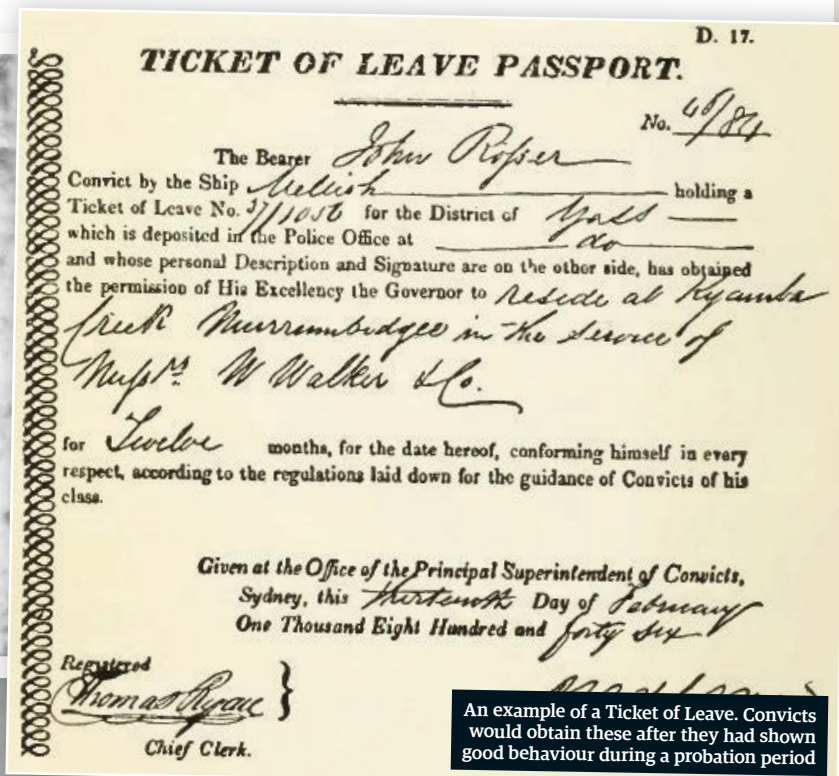 D. 17.
TICKET OF LEAVE PASSPORT.
No. 46/84
The Bearer John Rosser
Convict by the Ship Mellish holding a
Ticket of Leave No. 37/1056 for the District of Yass
which is deposited in the Police Office at do
and whose personal Description and Signature are on the other side, has obtained
the permission of His Excellency the Governor to reside at Kyamba
Creek Murrumbidgee in the service of
Messrs W Walker & Co.
for Twelve months, for the date hereof, conforming himself in every
respect, according to the regulations laid down for the guidance of Convicts of his
class.
Given at the Office of the Principal Superintendent of Convicts,
Sydney, this thirteenth Day of February
One Thousand Eight Hundred and forty six
Registered
Thomas Ryan }
Chief Clerk.
An example of a Ticket of Leave. Convicts
would obtain these after they had shown
good behaviour during a probation period